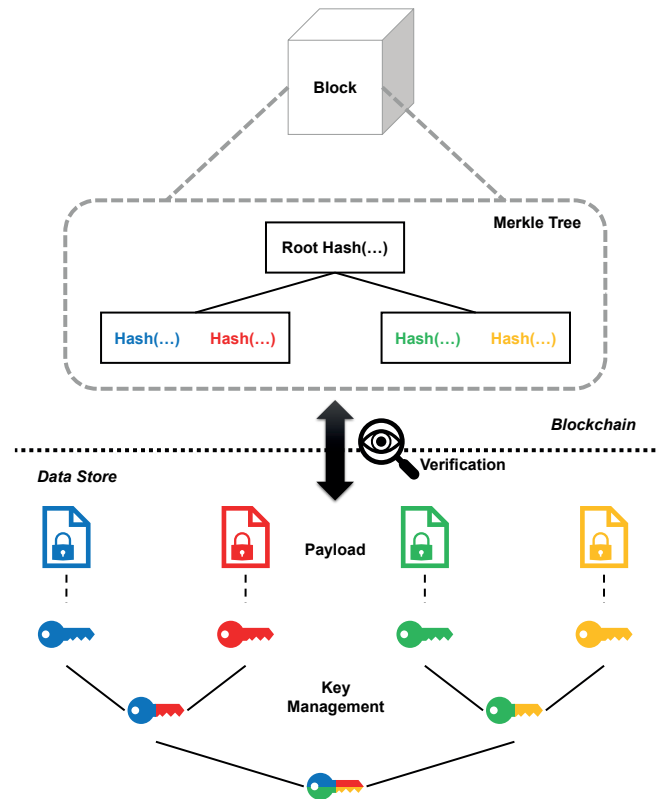 Block
Merkle Tree
Root Hash(…)
Hash(…) Hash(…) Hash(…) Hash(…)
Blockchain
Verification
Data Store
Payload
Key
Management